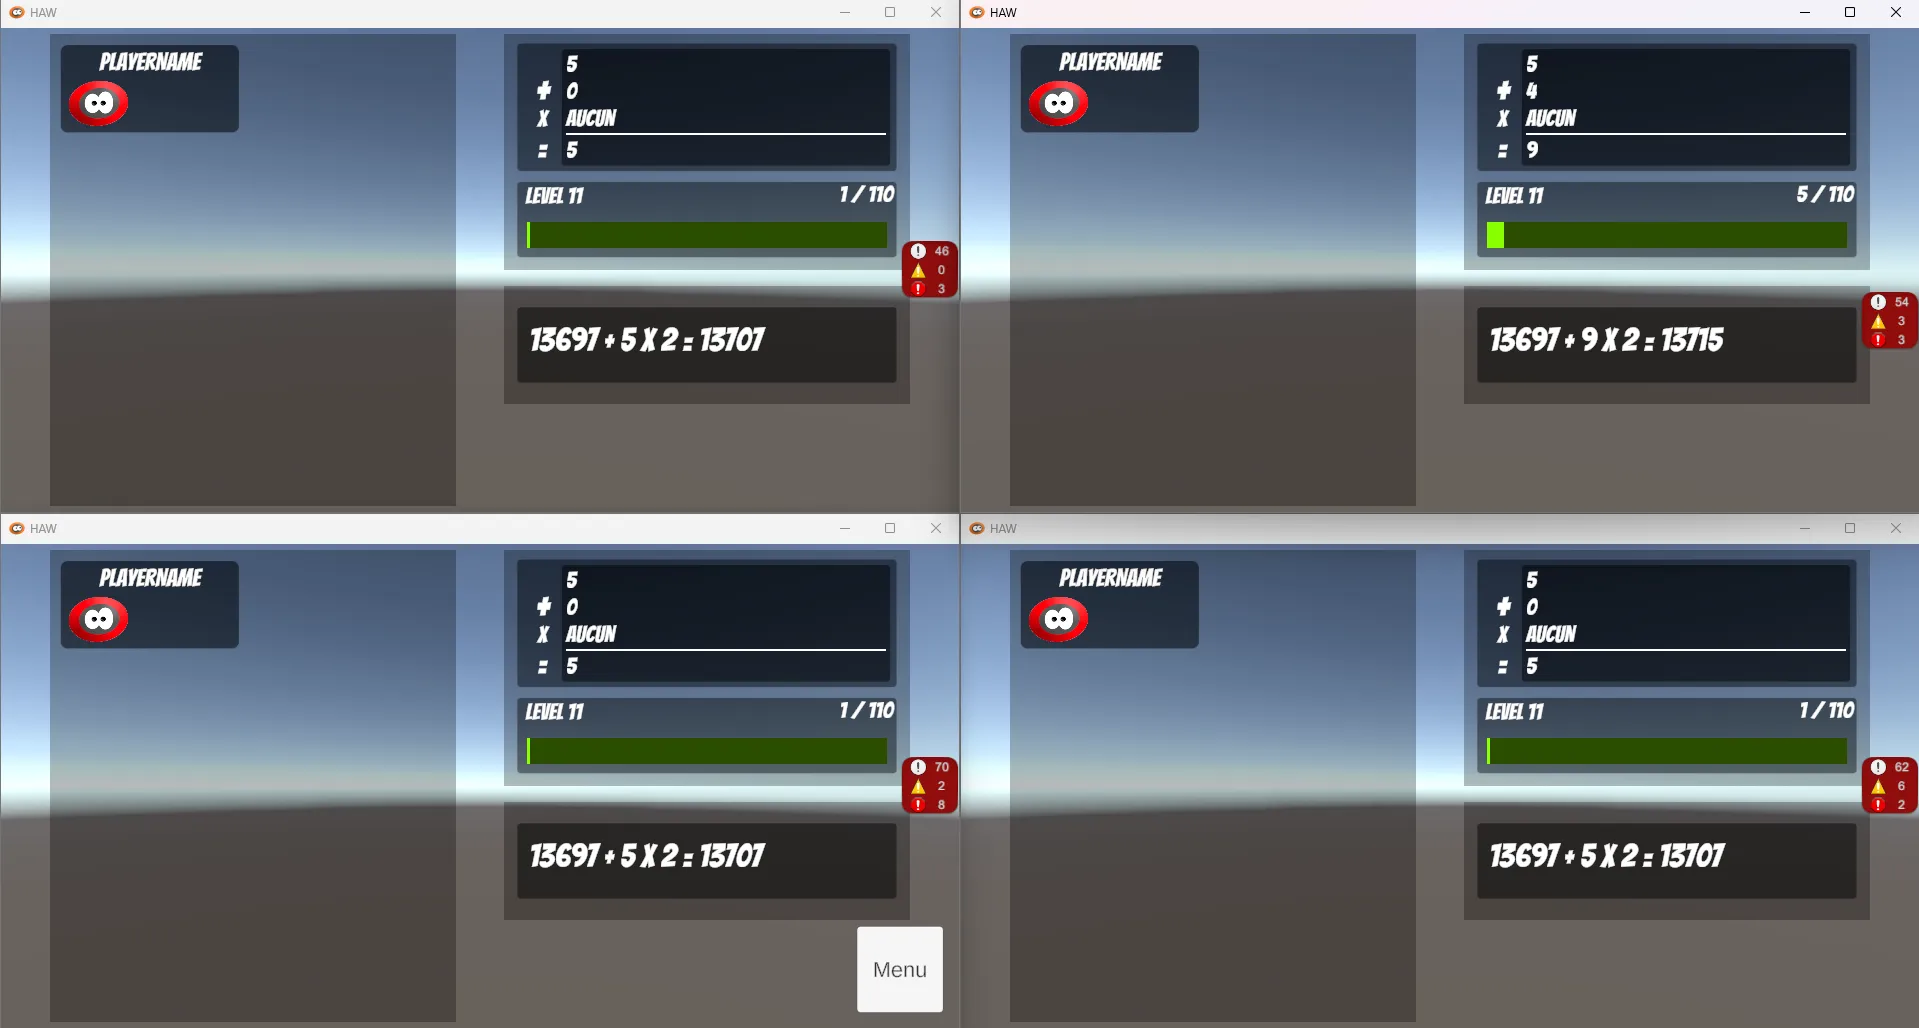 HAW
PLAYERNAME
5
+ 0
X AUCUN
= 5
LEVEL 11 1 / 110
46
0
3
13697 + 5 X 2 = 13707
HAW
PLAYERNAME
5
+ 4
X AUCUN
= 9
LEVEL 11 5 / 110
54
3
3
13697 + 9 X 2 = 13715
HAW
PLAYERNAME
5
+ 0
X AUCUN
= 5
LEVEL 11 1 / 110
70
2
8
13697 + 5 X 2 = 13707
Menu
HAW
PLAYERNAME
5
+ 0
X AUCUN
= 5
LEVEL 11 1 / 110
62
6
2
13697 + 5 X 2 = 13707